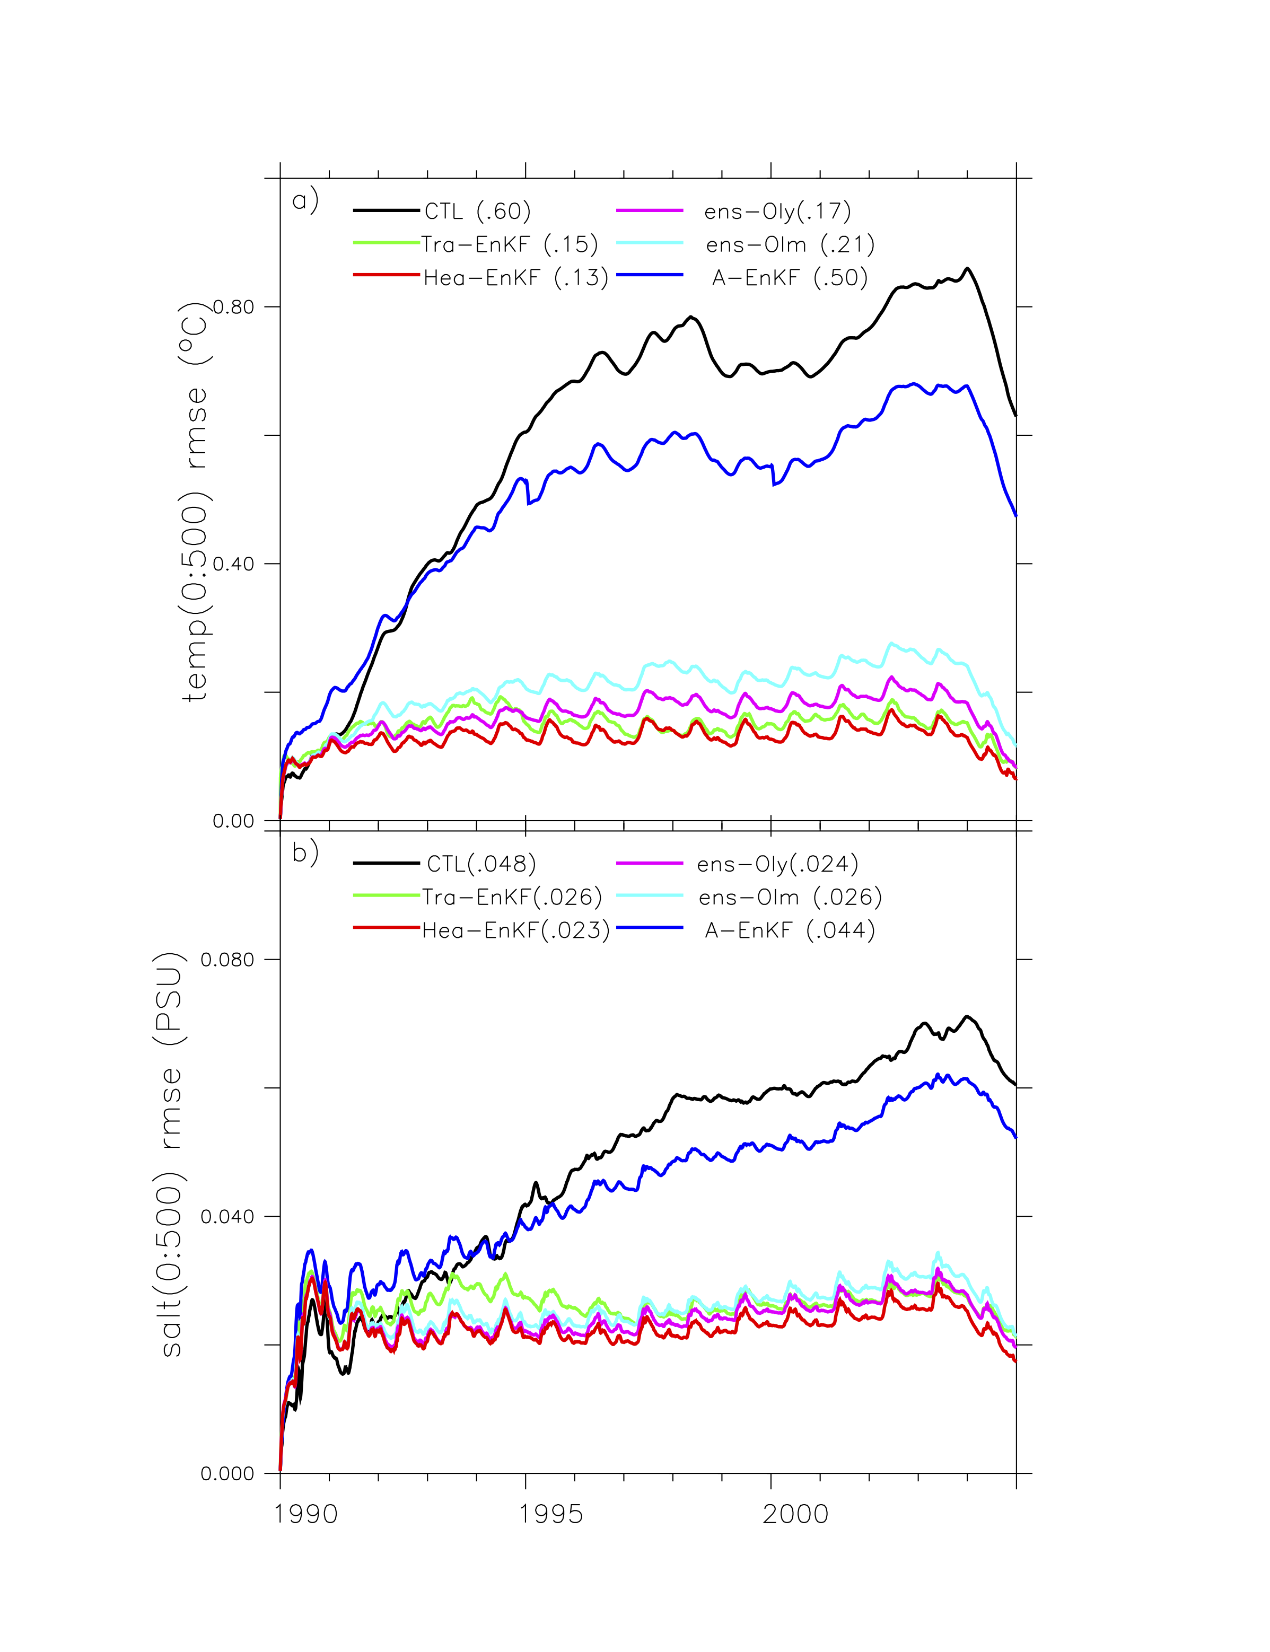 a)
CTL (.60)
ens-Oly(.17)
Tra-EnKF (.15)
ens-Olm (.21)
Hea-EnKF (.13)
A-EnKF (.50)
temp(0:500) rmse (°C)
0.80
0.40
0.00
b)
CTL(.048)
ens-Oly(.024)
Tra-EnKF(.026)
ens-Olm (.026)
Hea-EnKF(.023)
A-EnKF (.044)
salt(0:500) rmse (PSU)
0.080
0.040
0.000
1990 1995 2000